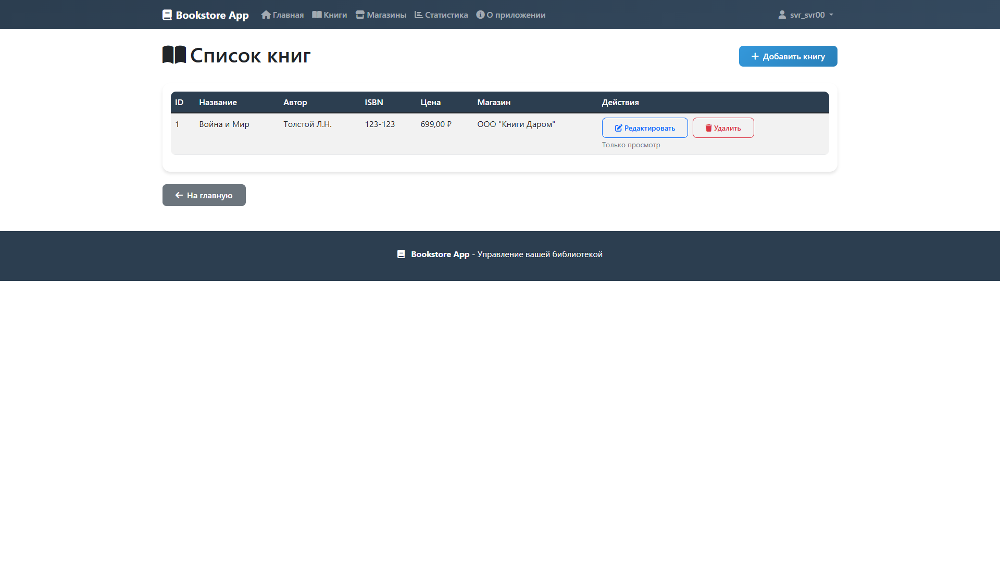 Bookstore App Главная Книги Магазины Статистика О приложении svr_svr00
Список книг
Добавить книгу
ID Название Автор ISBN Цена Магазин Действия
1 Война и Мир Толстой Л.Н. 123-123 699,00 ₽ ООО "Книги Даром" Редактировать Удалить
Только просмотр
На главную
Bookstore App - Управление вашей библиотекой